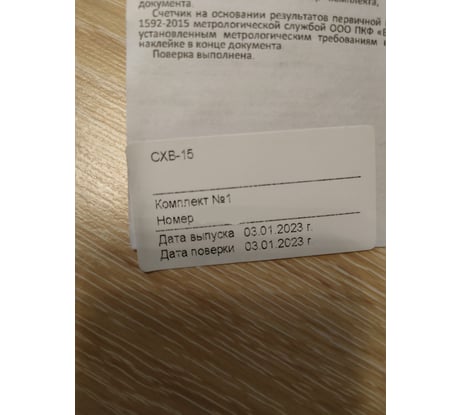 документа.
Счетчик на основании результатов первичной
1592-2015 метрологической службой ООО ПКФ
установленным метрологическим требованиям
наклейке в конце документа
Поверка выполнена.
СХВ-15
Комплект №1
Номер
Дата выпуска 03.01.2023 г.
Дата поверки 03.01.2023 г.